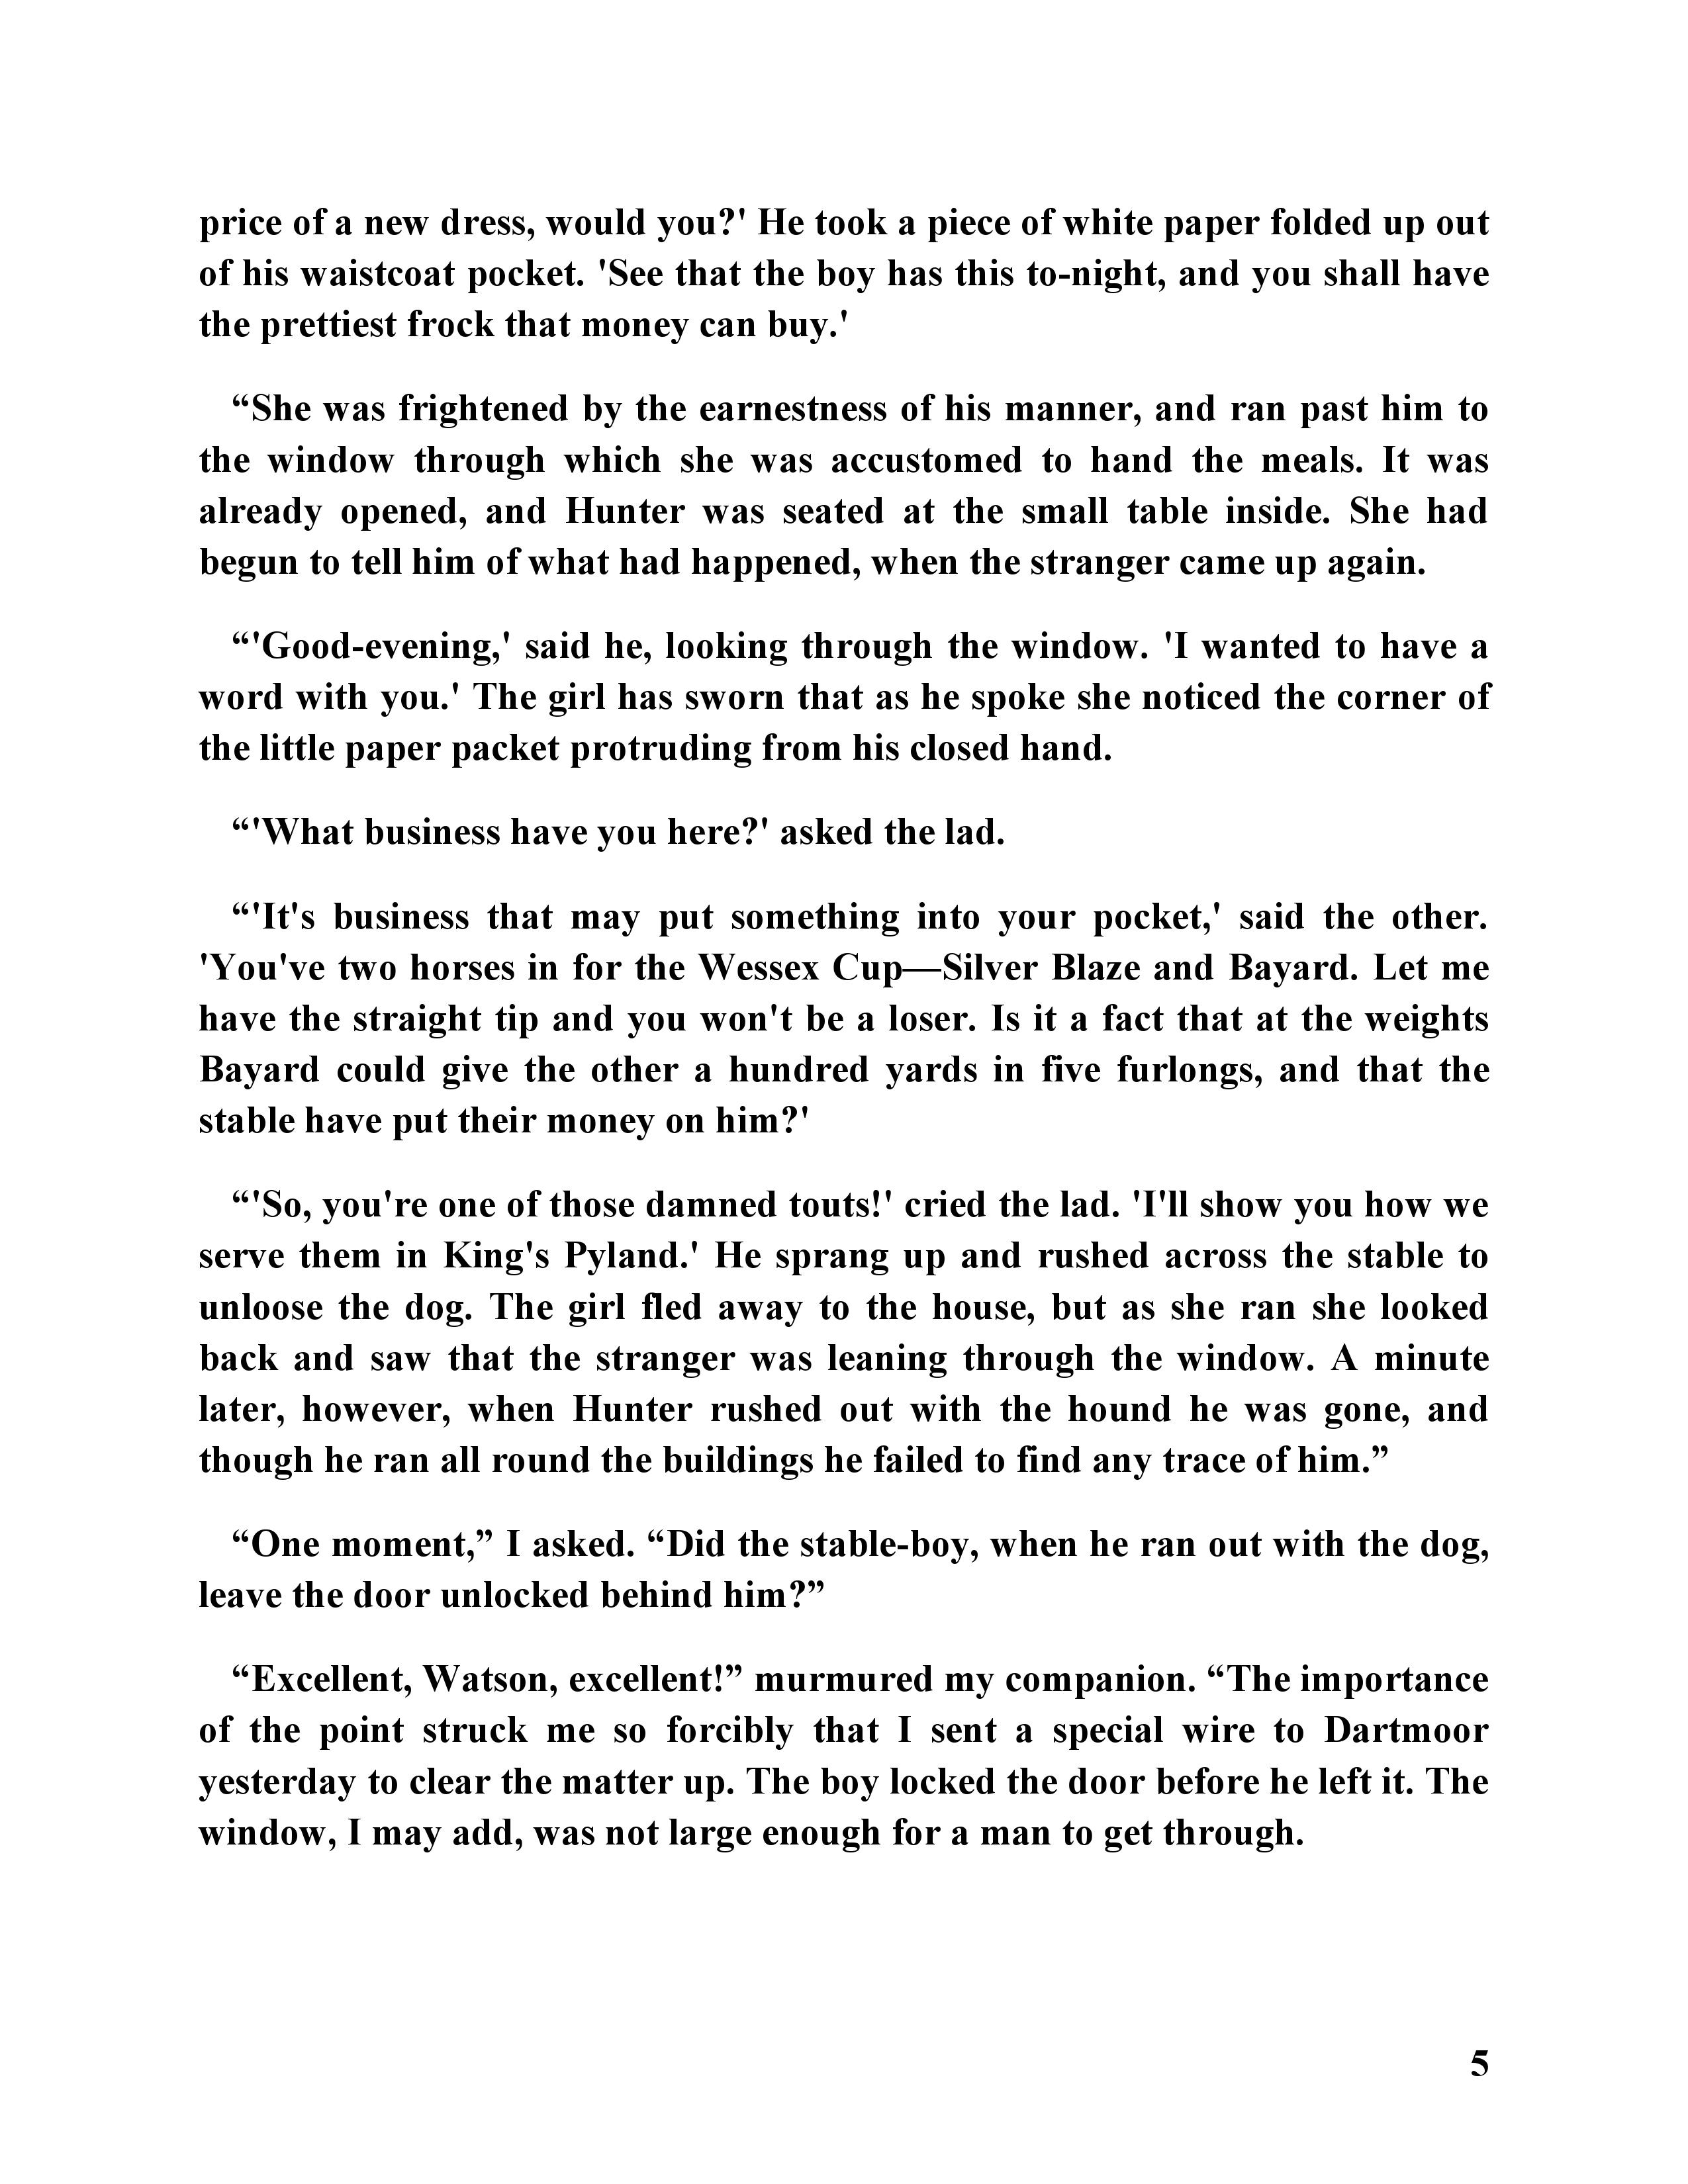 price of a new dress, would you?' He took a piece of white paper folded up out
of his waistcoat pocket. 'See that the boy has this to-night, and you shall have
the prettiest frock that money can buy.'
“She was frightened by the earnestness of his manner, and ran past him to
the window through which she was accustomed to hand the meals. It was
already opened, and Hunter was seated at the small table inside. She had
begun to tell him of what had happened, when the stranger came up again.
“'Good-evening,' said he, looking through the window. 'I wanted to have a
word with you.' The girl has sworn that as he spoke she noticed the corner of
the little paper packet protruding from his closed hand.
“'What business have you here?' asked the lad.
“'It's business that may put something into your pocket,' said the other.
'You've two horses in for the Wessex Cup—Silver Blaze and Bayard. Let me
have the straight tip and you won't be a loser. Is it a fact that at the weights
Bayard could give the other a hundred yards in five furlongs, and that the
stable have put their money on him?'
“'So, you're one of those damned touts!' cried the lad. 'I'll show you how we
serve them in King's Pyland.' He sprang up and rushed across the stable to
unloose the dog. The girl fled away to the house, but as she ran she looked
back and saw that the stranger was leaning through the window. A minute
later, however, when Hunter rushed out with the hound he was gone, and
though he ran all round the buildings he failed to find any trace of him.”
“One moment,” I asked. “Did the stable-boy, when he ran out with the dog,
leave the door unlocked behind him?”
“Excellent, Watson, excellent!” murmured my companion. “The importance
of the point struck me so forcibly that I sent a special wire to Dartmoor
yesterday to clear the matter up. The boy locked the door before he left it. The
window, I may add, was not large enough for a man to get through.
5